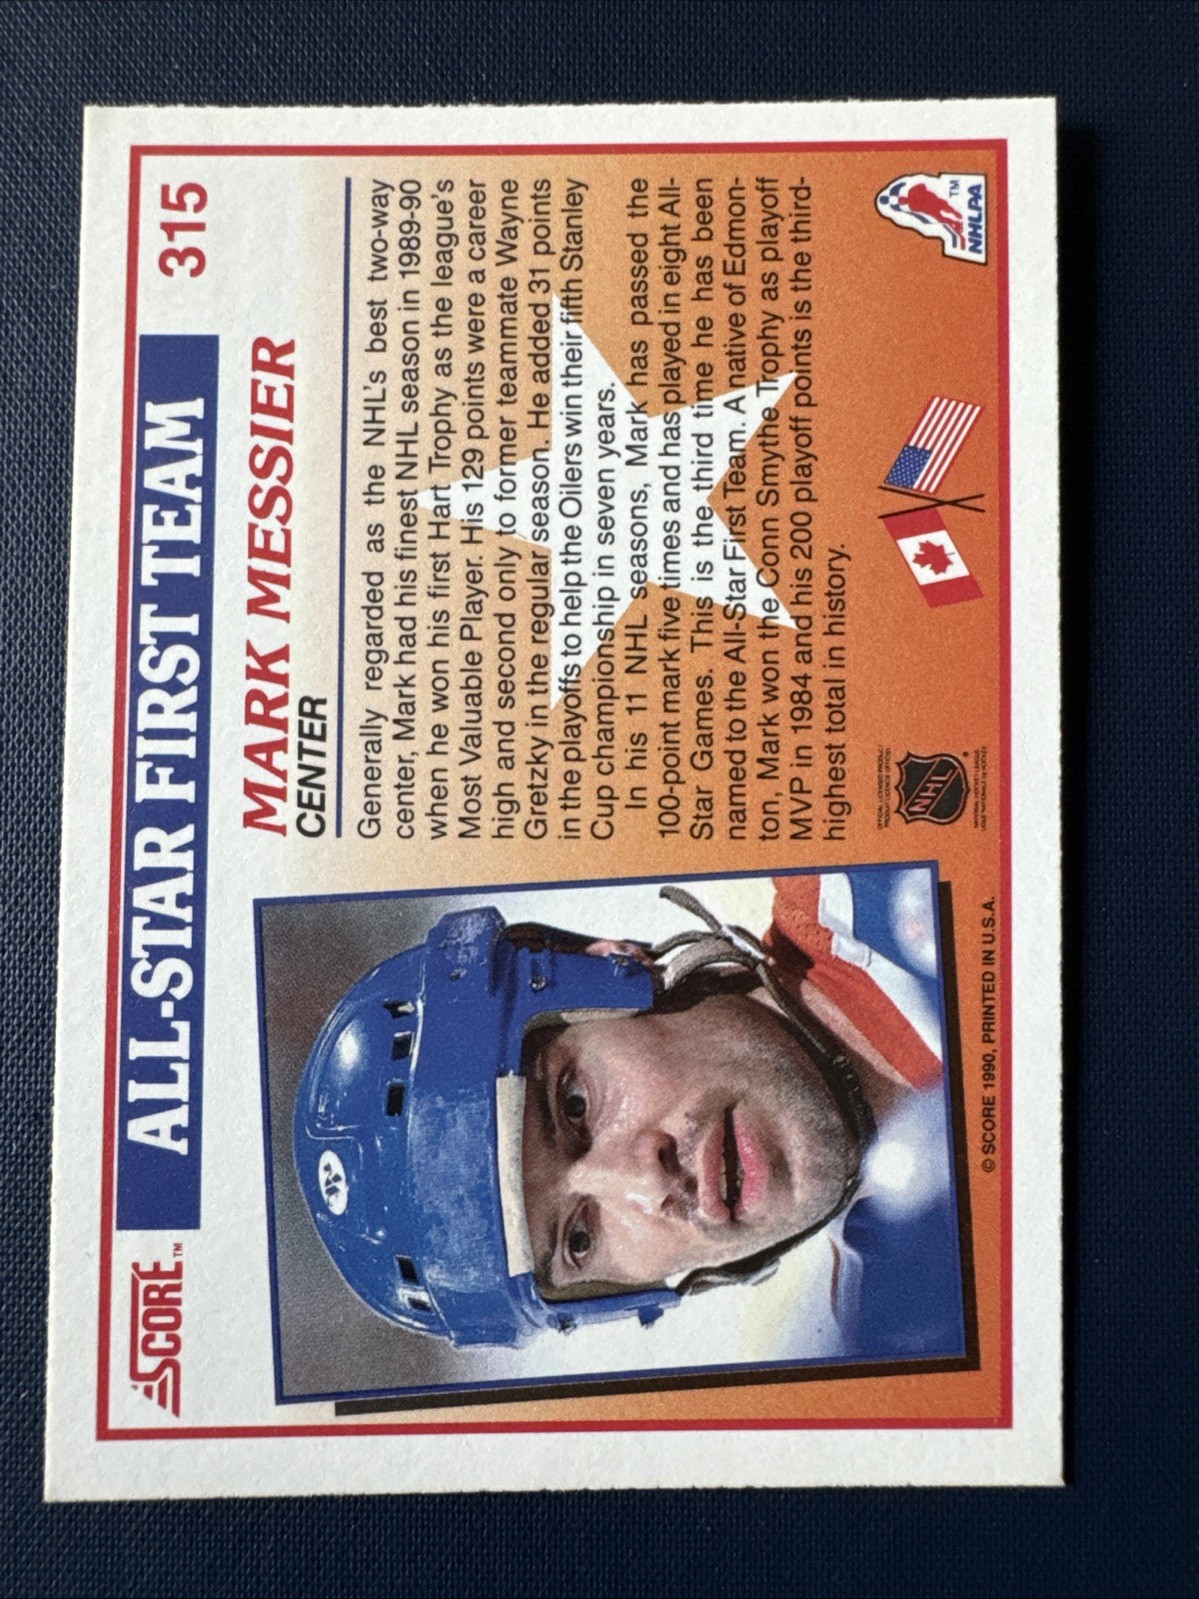 SCORE™
ALL-STAR FIRST TEAM
315
MARK MESSIER
CENTER
Generally regarded as the NHL's best two-way
center, Mark had his finest NHL season in 1989-90
when he won his first Hart Trophy as the league's
Most Valuable Player. His 129 points were a career
high and second only to former teammate Wayne
Gretzky in the regular season. He added 31 points
in the playoffs to help the Oilers win their fifth Stanley
Cup championship in seven years.
In his 11 NHL seasons, Mark has passed the
100-point mark five times and has played in eight All-
Star Games. This is the third time he has been
named to the All-Star First Team. A native of Edmon-
ton, Mark won the Conn Smythe Trophy as playoff
MVP in 1984 and his 200 playoff points is the third-
highest total in history.
NHL
NHLPA
TM
© SCORE 1990, PRINTED IN U.S.A.